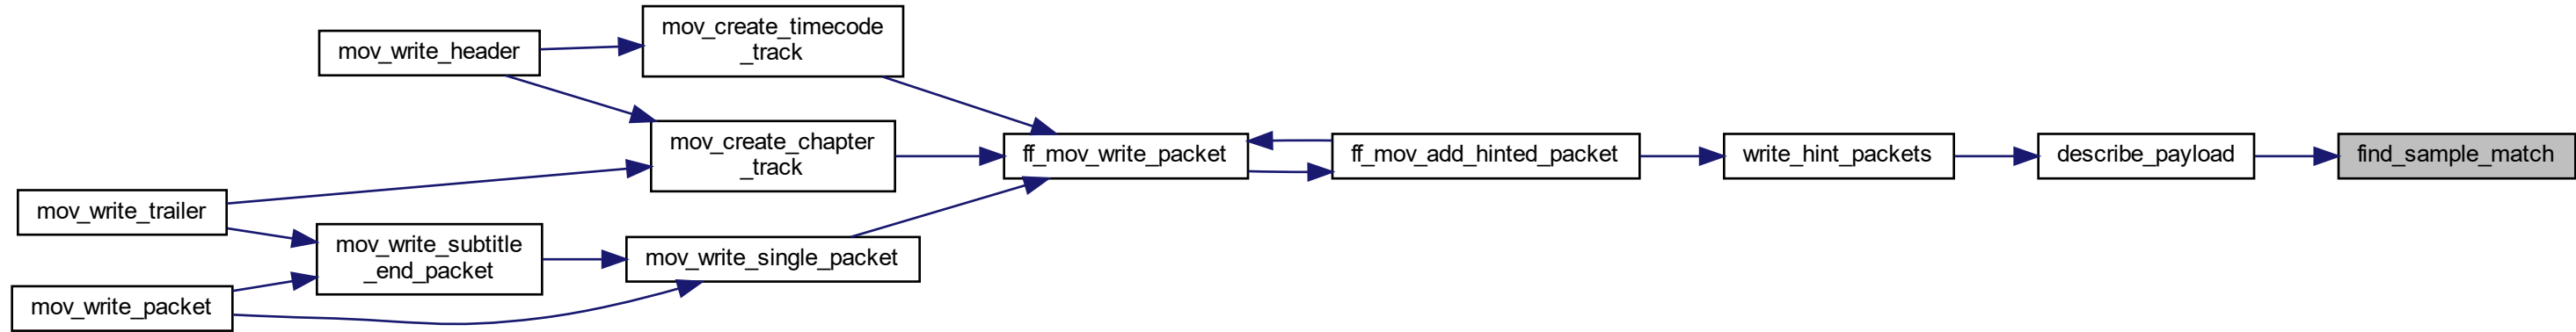 mov_create_timecode
_track
mov_write_header
mov_create_chapter
_track
ff_mov_write_packet
ff_mov_add_hinted_packet
write_hint_packets
describe_payload
find_sample_match
mov_write_trailer
mov_write_subtitle
_end_packet
mov_write_single_packet
mov_write_packet